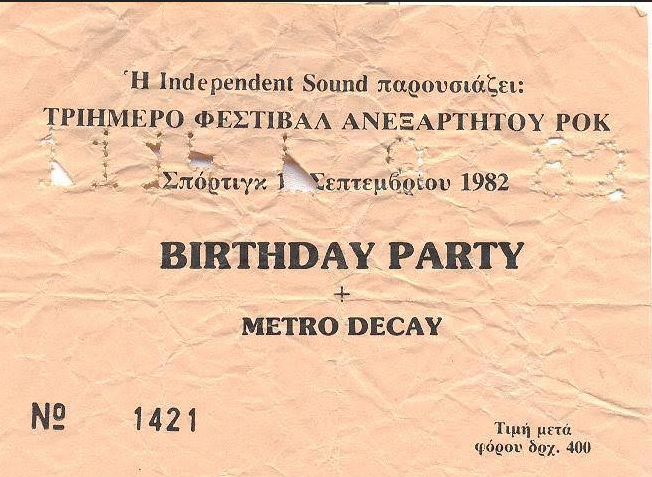 Ἡ Independent Sound παρουσιάζει:
ΤΡΙΗΜΕΡΟ ΦΕΣΤΙΒΑΛ ΑΝΕΞΑΡΤΗΤΟΥ ΡΟΚ
Σπόρτιγκ Σεπτεμβρίου 1982
BIRTHDAY PARTY
+
METRO DECAY
Nº 1421
Τιμή μετά
φόρου δρχ. 400